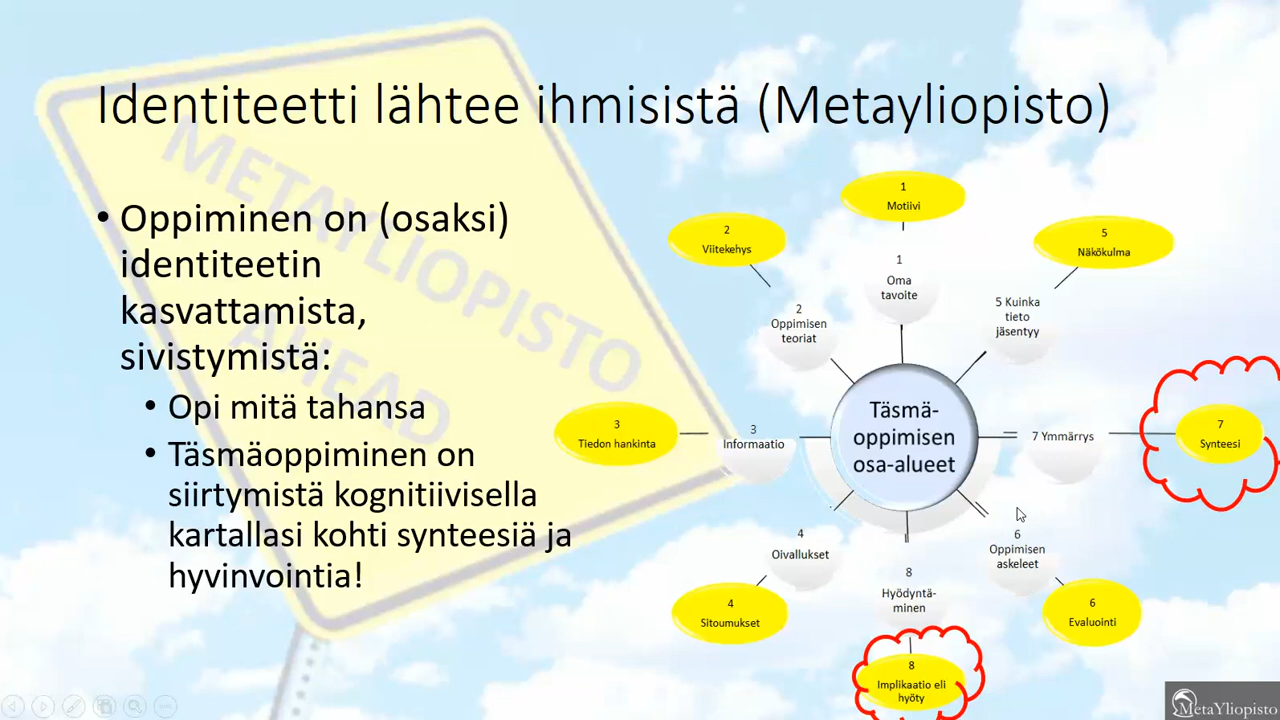 Identiteetti lähtee ihmisistä (Metayliopisto)
METAYLIOPISTO
AHEAD
• Oppiminen on (osaksi)
identiteetin
kasvattamista,
sivistymistä:
• Opi mitä tahansa
• Täsmäoppiminen on
siirtymistä kognitiivisella
kartallasi kohti synteesiä ja
hyvinvointia!
Täsmä-
oppimisen
osa-alueet
1
Motiivi
1
Oma
tavoite
2
Viitekehys
2
Oppimisen
teoriat
3
Tiedon hankinta
3
Informaatio
4
Oivallukset
4
Sitoumukset
5
Näkökulma
5 Kuinka
tieto
jäsentyy
6
Oppimisen
askeleet
6
Evaluointi
7 Ymmärrys
7
Synteesi
8
Hyödyntä-
minen
8
Implikaatio eli
hyöty
MetaYliopisto